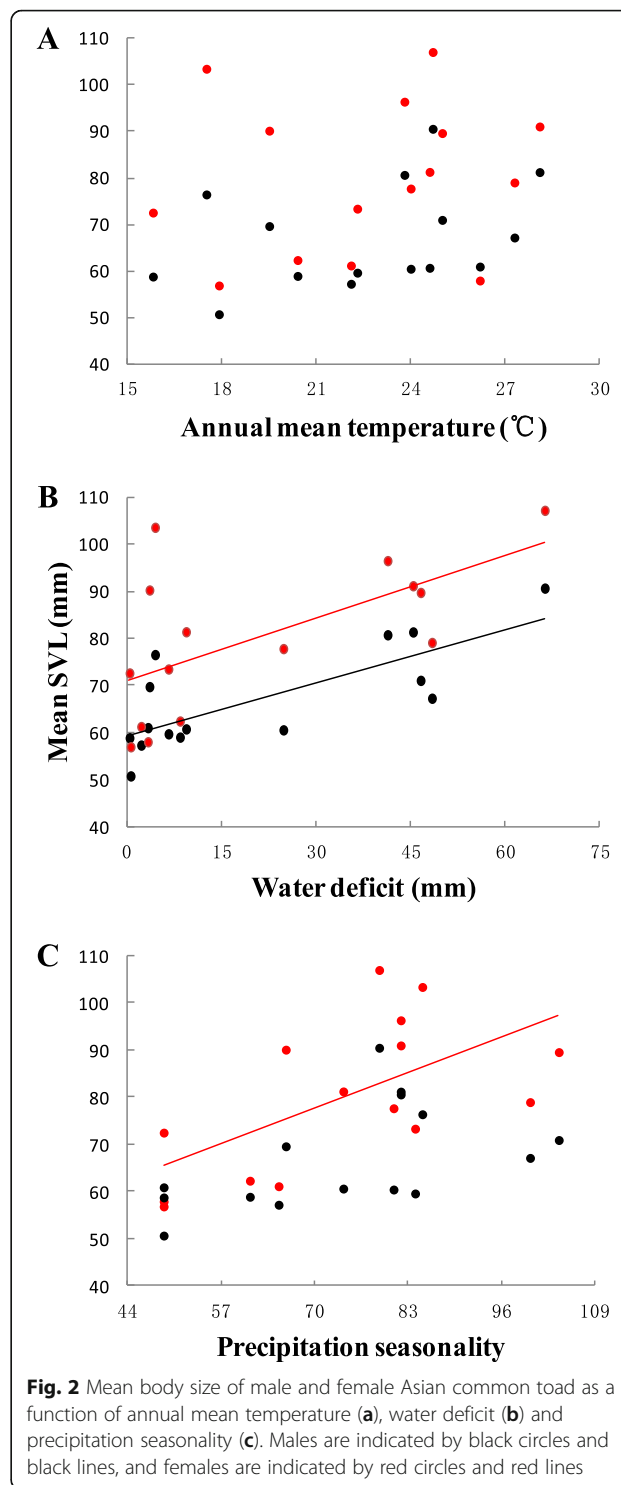 A
110
100
90
80
70
60
50
40
15 18 21 24 27 30
Annual mean temperature (℃)
B
110
100
90
80
70
60
50
40
Mean SVL (mm)
0 15 30 45 60 75
Water deficit (mm)
C
110
100
90
80
70
60
50
40
44 57 70 83 96 109
Precipitation seasonality
Fig. 2 Mean body size of male and female Asian common toad as a
function of annual mean temperature (a), water deficit (b) and
precipitation seasonality (c). Males are indicated by black circles and
black lines, and females are indicated by red circles and red lines